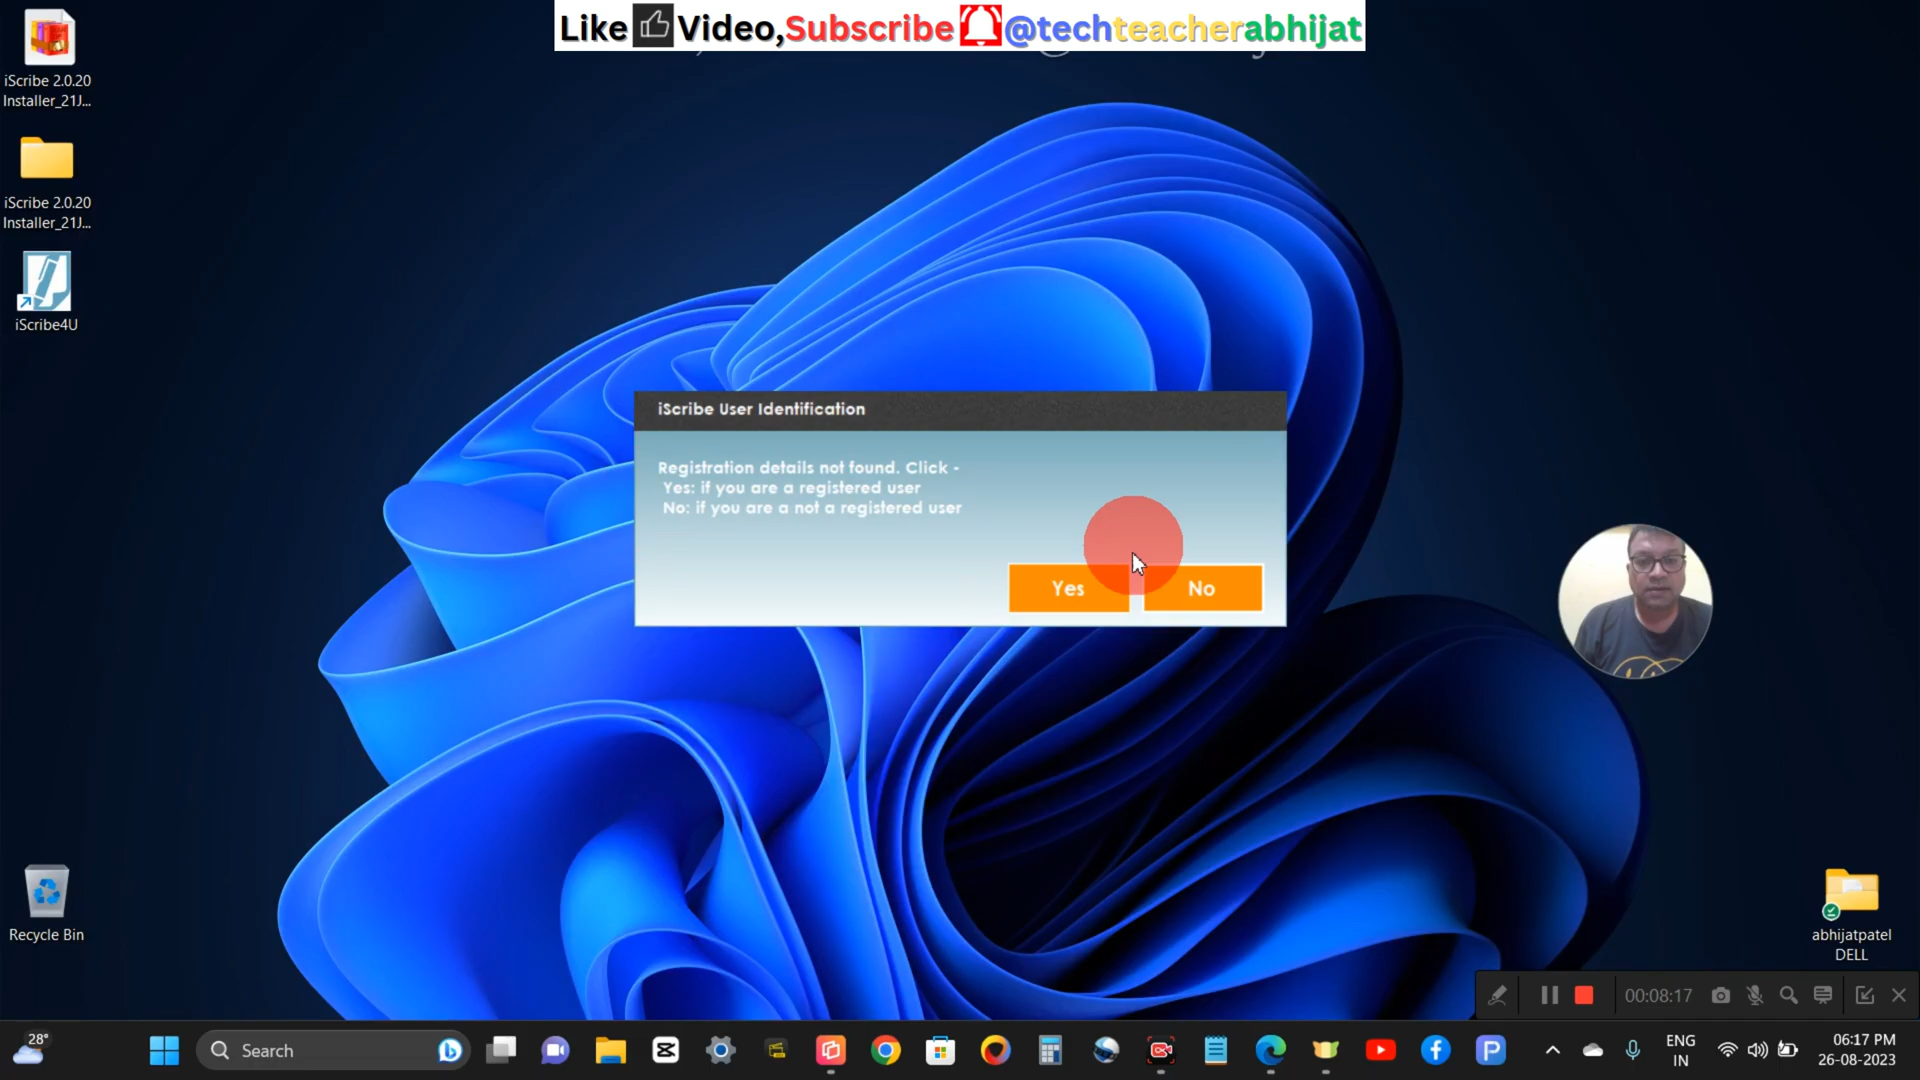 Like Video,Subscribe @techteacherabhijat
iScribe 2.0.20
Installer_21J...
iScribe 2.0.20
Installer_21J...
iScribe4U
iScribe User Identification
Registration details not found. Click -
Yes: if you are a registered user
No: if you are a not a registered user
Yes
No
Recycle Bin
abhijatpatel
DELL
00:08:17
28°
Search
ENG
IN
06:17 PM
26-08-2023